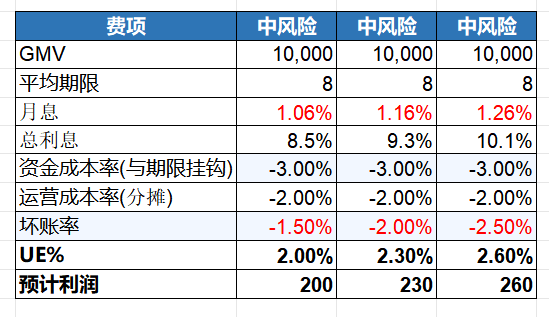 费项 中风险 中风险 中风险
GMV 10,000 10,000 10,000
平均期限 8 8 8
月息 1.06% 1.16% 1.26%
总利息 8.5% 9.3% 10.1%
资金成本率(与期限挂钩) -3.00% -3.00% -3.00%
运营成本率(分摊) -2.00% -2.00% -2.00%
坏账率 -1.50% -2.00% -2.50%
UE% 2.00% 2.30% 2.60%
预计利润 200 230 260